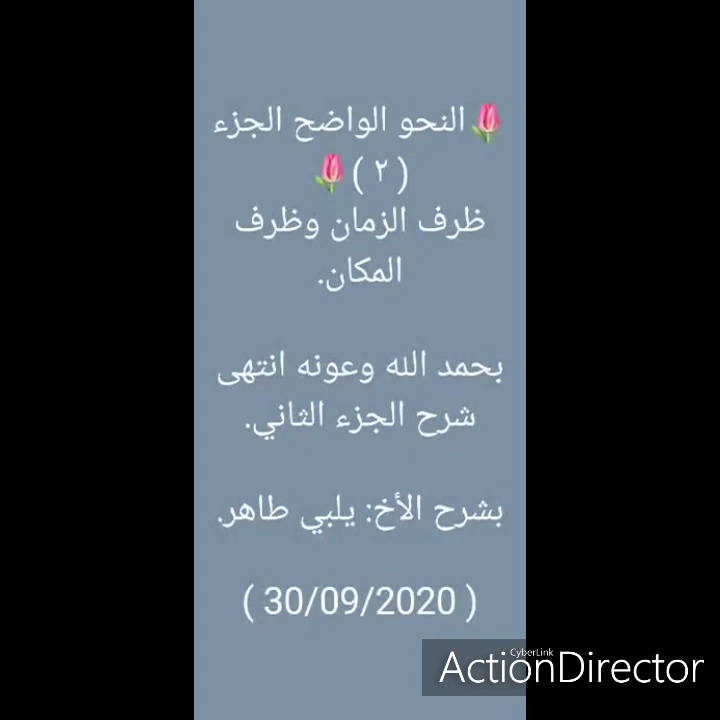 🌷النحو الواضح الجزء
( ٢ )🌷
ظرف الزمان وظرف
المكان.
بحمد الله وعونه انتهى
شرح الجزء الثاني.
بشرح الأخ: يلبي طاهر.
( 30/09/2020 )
CyberLink
ActionDirector